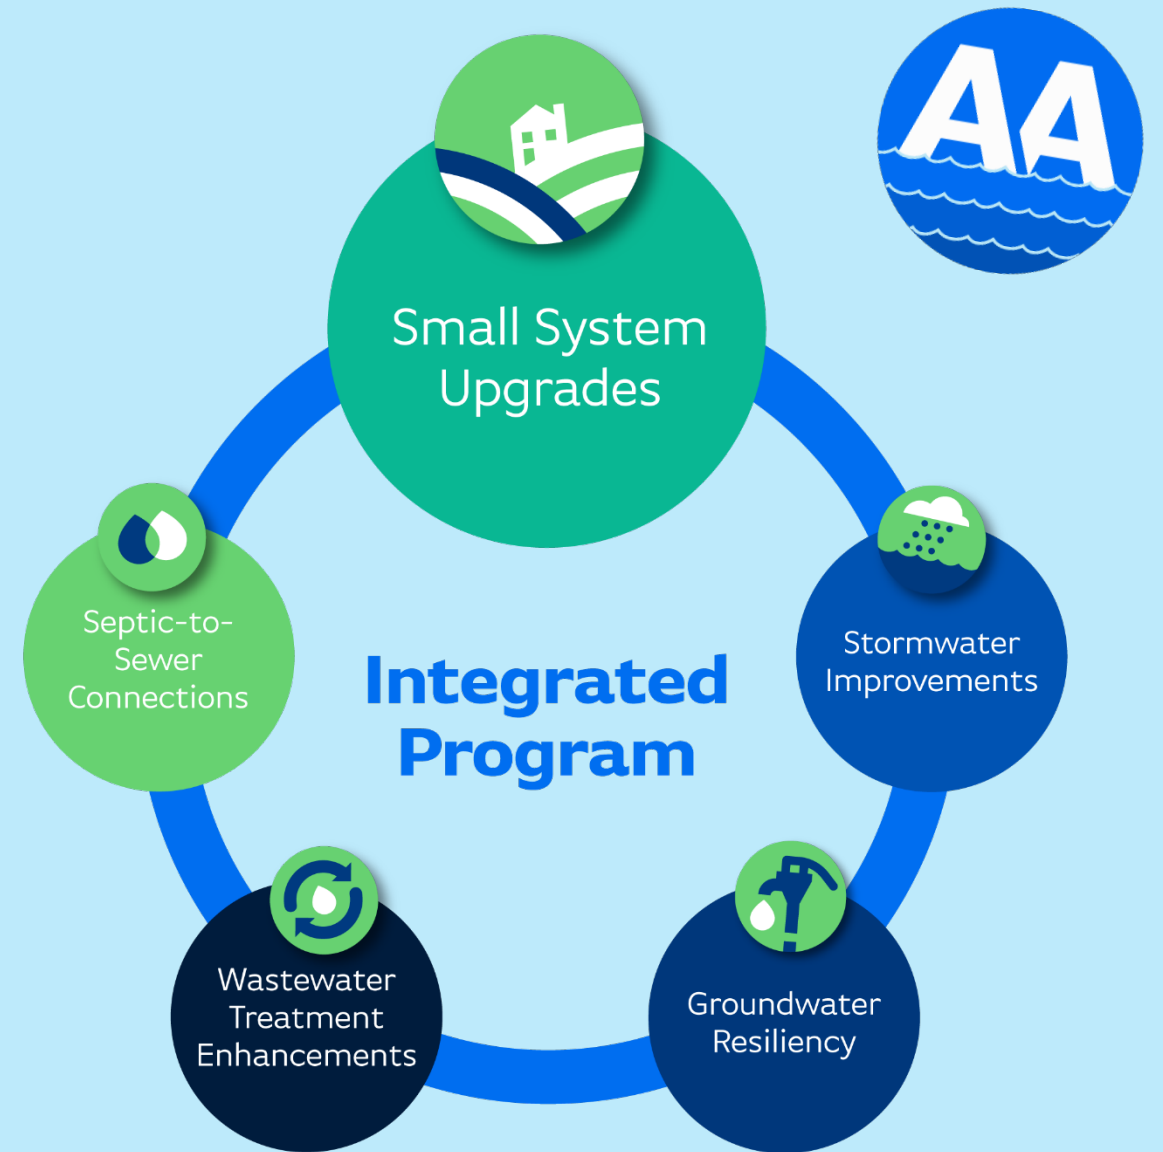 AA
Small System
Upgrades
Septic-to-
Sewer
Connections
Stormwater
Improvements
Integrated
Program
Wastewater
Treatment
Enhancements
Groundwater
Resiliency